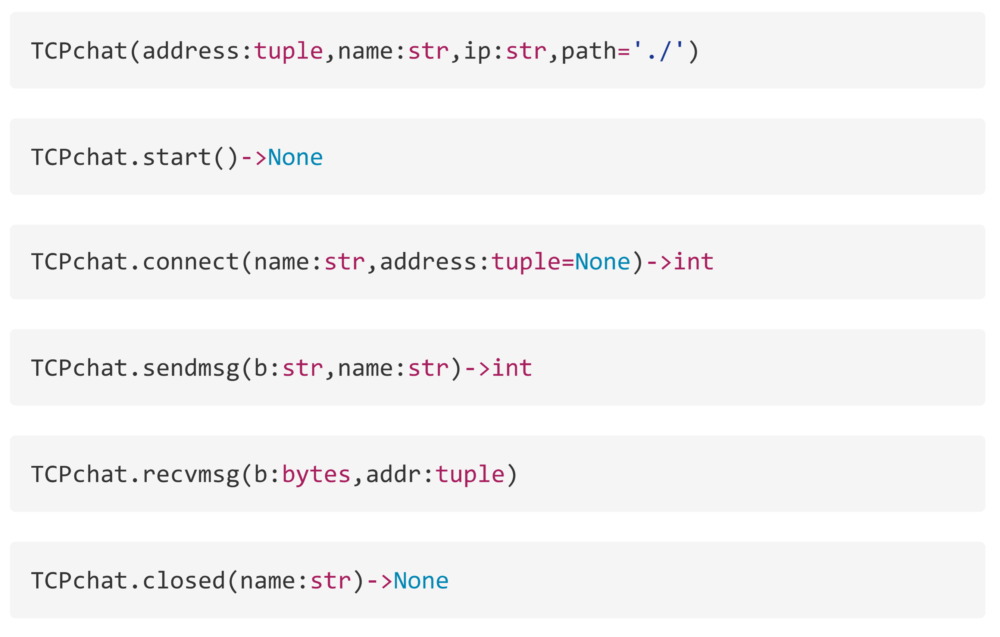 TCPchat(address:tuple,name:str,ip:str,path='./')
TCPchat.start()->None
TCPchat.connect(name:str,address:tuple=None)->int
TCPchat.sendmsg(b:str,name:str)->int
TCPchat.recvmsg(b:bytes,addr:tuple)
TCPchat.closed(name:str)->None